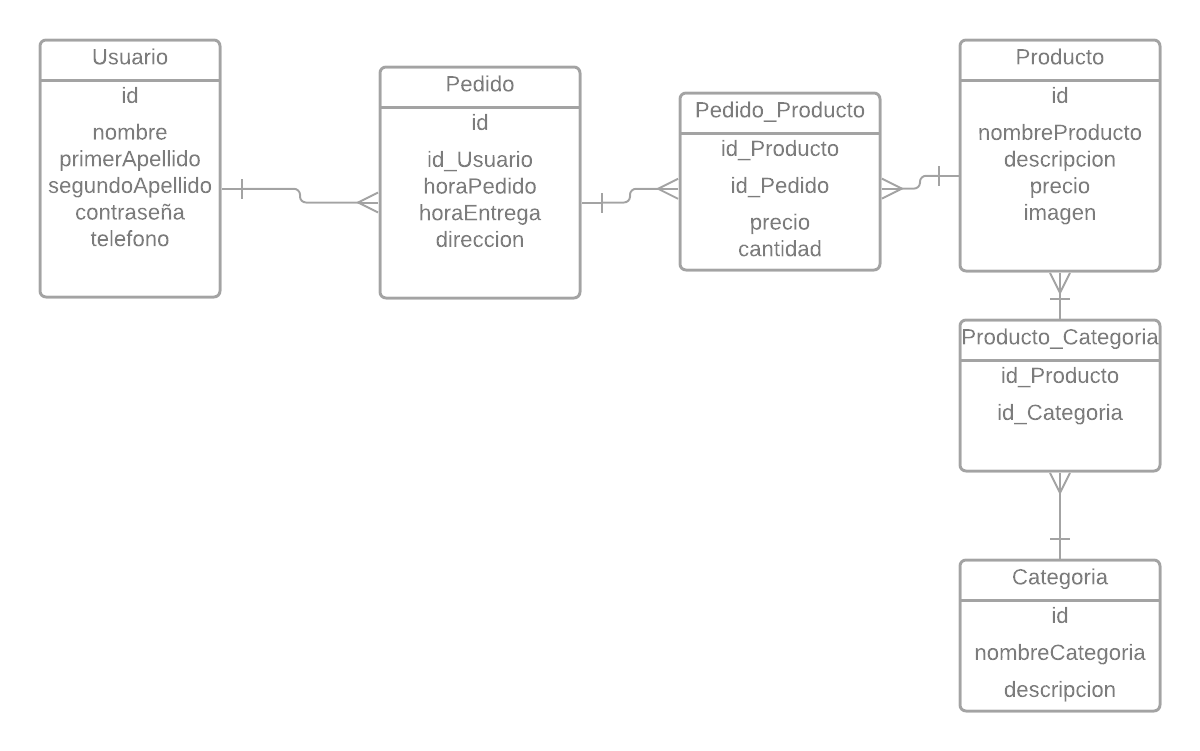 Usuario
id
nombre
primerApellido
segundoApellido
contraseña
telefono
Pedido
id
id_Usuario
horaPedido
horaEntrega
direccion
Pedido_Producto
id_Producto
id_Pedido
precio
cantidad
Producto
id
nombreProducto
descripcion
precio
imagen
Producto_Categoria
id_Producto
id_Categoria
Categoria
id
nombreCategoria
descripcion